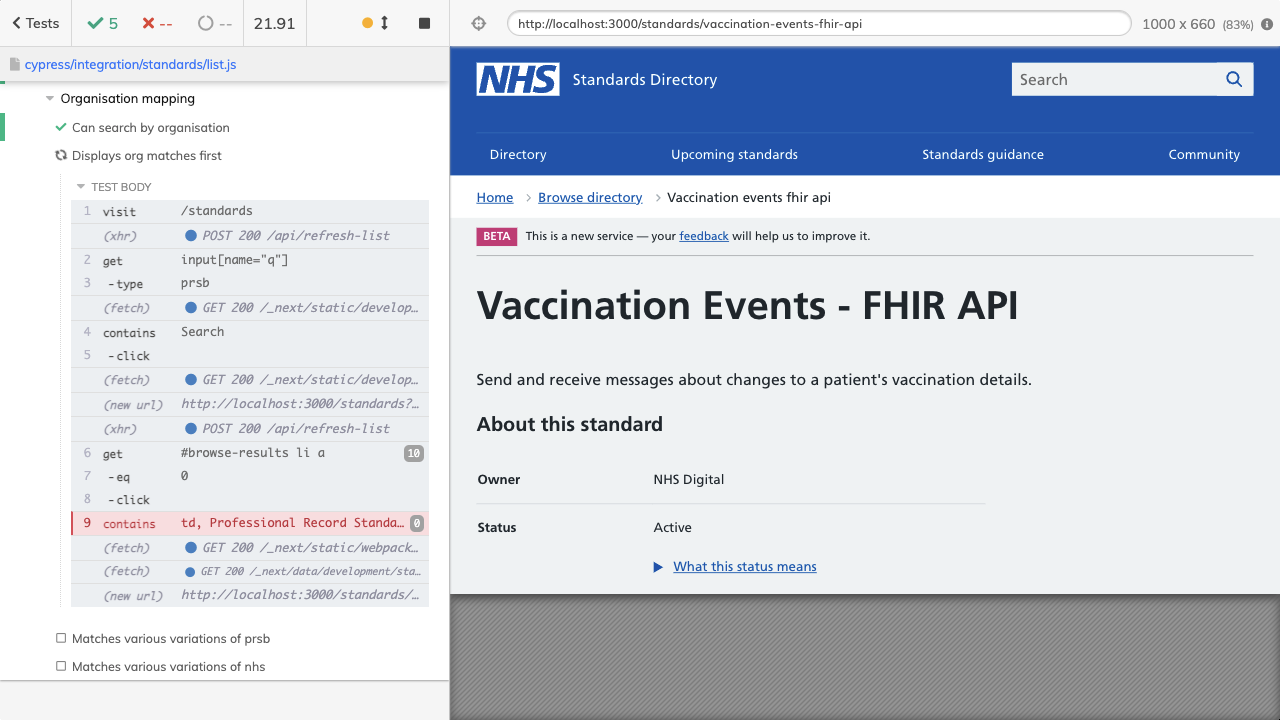 Tests 5 -- -- 21.91
cypress/integration/standards/list.js
Organisation mapping
Can search by organisation
Displays org matches first
TEST BODY
1 visit /standards
(xhr) POST 200 /api/refresh-list
2 get input[name="q"]
3 -type prsb
(fetch) GET 200 /_next/static/develop…
4 contains Search
5 -click
(fetch) GET 200 /_next/static/develop…
(new url) http://localhost:3000/standards?…
(xhr) POST 200 /api/refresh-list
6 get #browse-results li a 10
7 -eq 0
8 -click
9 contains td, Professional Record Standa… 0
(fetch) GET 200 /_next/static/webpack…
(fetch) GET 200 /_next/data/development/sta…
(new url) http://localhost:3000/standards/…
Matches various variations of prsb
Matches various variations of nhs
http://localhost:3000/standards/vaccination-events-fhir-api 1000 x 660 (83%)
NHS Standards Directory Search
Directory Upcoming standards Standards guidance Community
Home Browse directory Vaccination events fhir api
BETA This is a new service — your feedback will help us to improve it.
Vaccination Events - FHIR API
Send and receive messages about changes to a patient's vaccination details.
About this standard
Owner NHS Digital
Status Active
What this status means